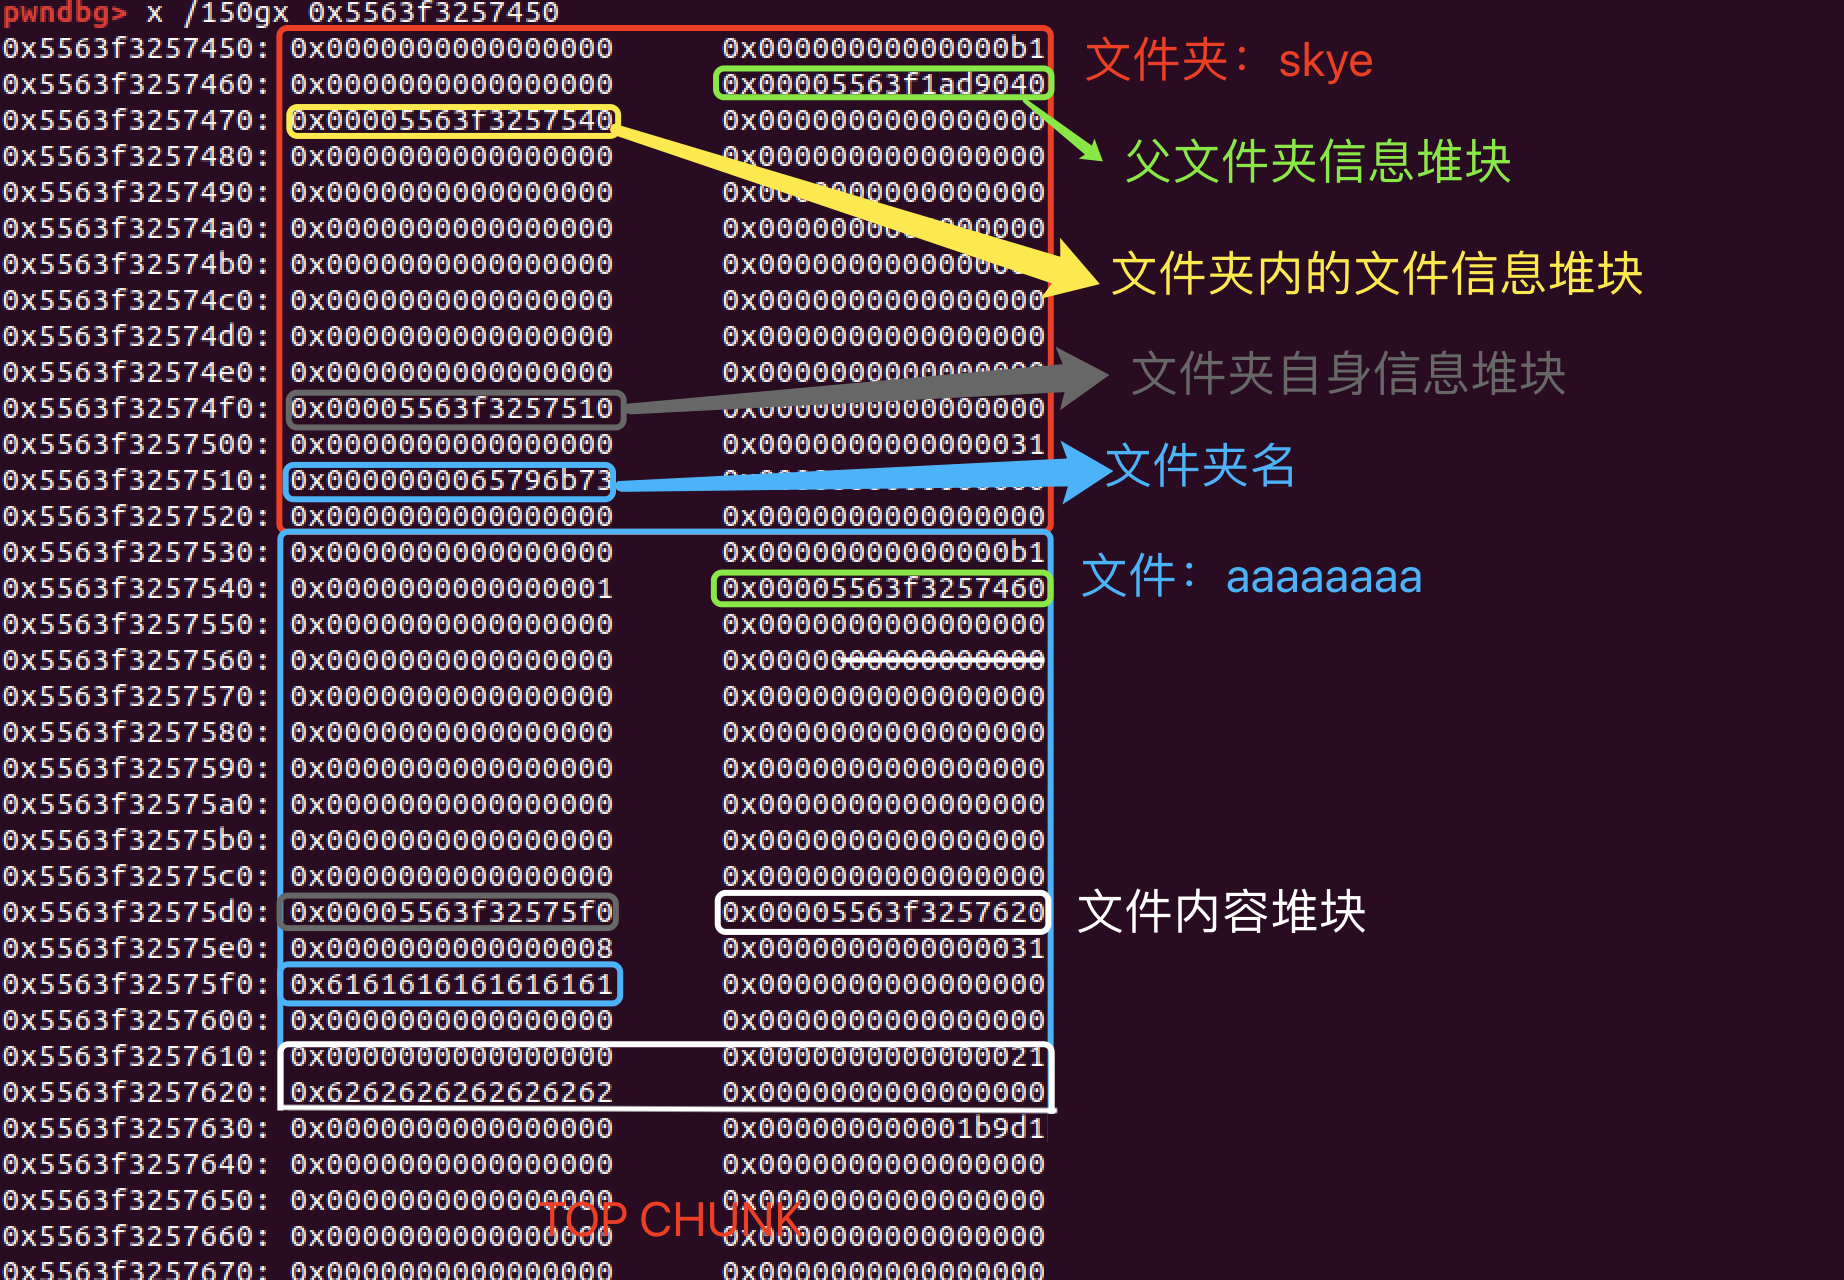 pwndbg> x /150gx 0x5563f3257450
0x5563f3257450: 0x0000000000000000 0x00000000000000b1 文件夹：skye
0x5563f3257460: 0x0000000000000000 0x00005563f1ad9040
0x5563f3257470: 0x00005563f3257540 0x0000000000000000
父文件夹信息堆块
0x5563f3257480: 0x0000000000000000 0x0000000000000000
0x5563f3257490: 0x0000000000000000 0x0000000000000000
0x5563f32574a0: 0x0000000000000000 0x0000000000000000
0x5563f32574b0: 0x0000000000000000
文件夹内的文件信息堆块
0x5563f32574c0: 0x0000000000000000 0x0000000000000000
0x5563f32574d0: 0x0000000000000000 0x0000000000000000
0x5563f32574e0: 0x0000000000000000 0x0000000000000000 文件夹自身信息堆块
0x5563f32574f0: 0x00005563f3257510 0x0000000000000000
0x5563f3257500: 0x0000000000000000 0x0000000000000031
文件夹名
0x5563f3257510: 0x0000000065796b73
0x5563f3257520: 0x0000000000000000 0x0000000000000000
0x5563f3257530: 0x0000000000000000 0x00000000000000b1
0x5563f3257540: 0x0000000000000001 0x00005563f3257460 文件：aaaaaaaa
0x5563f3257550: 0x0000000000000000 0x0000000000000000
0x5563f3257560: 0x0000000000000000 0x0000000000000000
0x5563f3257570: 0x0000000000000000 0x0000000000000000
0x5563f3257580: 0x0000000000000000 0x0000000000000000
0x5563f3257590: 0x0000000000000000 0x0000000000000000
0x5563f32575a0: 0x0000000000000000 0x0000000000000000
0x5563f32575b0: 0x0000000000000000 0x0000000000000000
0x5563f32575c0: 0x0000000000000000 0x0000000000000000
0x5563f32575d0: 0x00005563f32575f0 0x00005563f3257620 文件内容堆块
0x5563f32575e0: 0x0000000000000008 0x0000000000000031
0x5563f32575f0: 0x6161616161616161 0x0000000000000000
0x5563f3257600: 0x0000000000000000 0x0000000000000000
0x5563f3257610: 0x0000000000000000 0x0000000000000021
0x5563f3257620: 0x6262626262626262 0x0000000000000000
0x5563f3257630: 0x0000000000000000 0x000000000001b9d1
0x5563f3257640: 0x0000000000000000 0x0000000000000000
0x5563f3257650: 0x0000000000000000 0x0000000000000000
TOP CHUNK
0x5563f3257660: 0x0000000000000000 0x0000000000000000
0x5563f3257670: 0x0000000000000000 0x0000000000000000